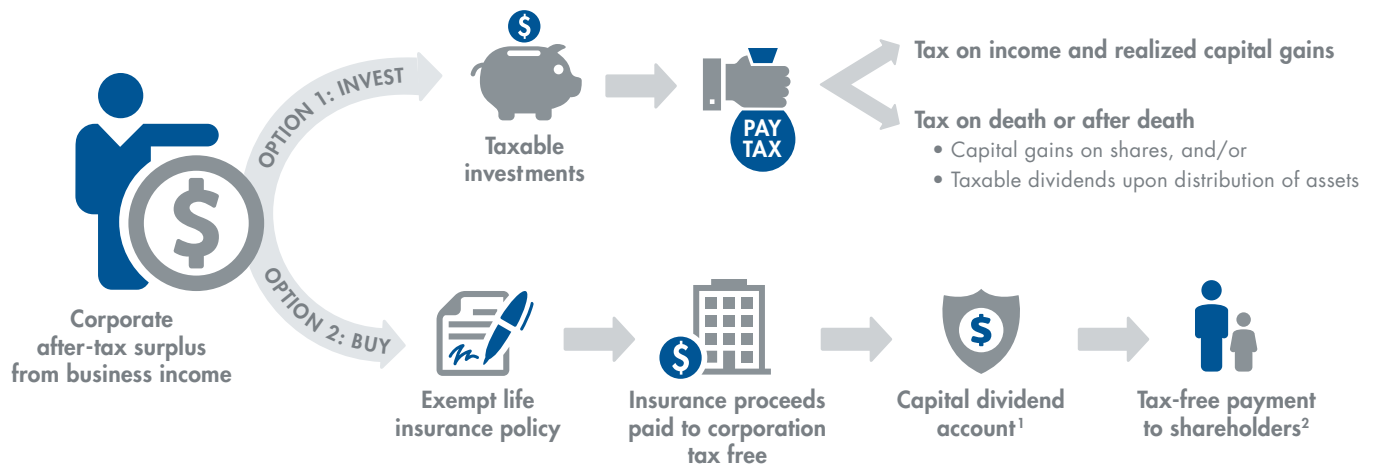 Corporate
after-tax surplus
from business income
OPTION 1: INVEST
$
$
Taxable
investments
PAY
TAX
Tax on income and realized capital gains
Tax on death or after death
• Capital gains on shares, and/or
• Taxable dividends upon distribution of assets
OPTION 2: BUY
Exempt life
insurance policy
$
Insurance proceeds
paid to corporation
tax free
$
Capital dividend
account¹
Tax-free payment
to shareholders²